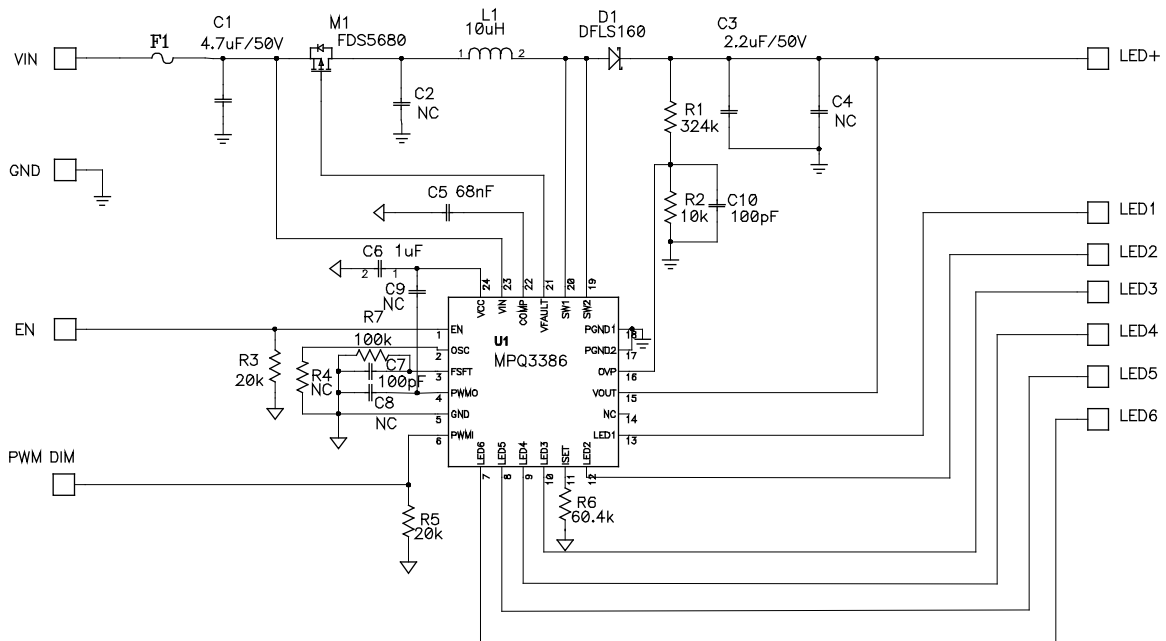 C1
4.7uF/50V
M1
FDS5680
L1
10uH
D1
DFLS160
C3
2.2uF/50V
VIN
F1
1
2
LED+
C2
NC
R1
324k
C4
NC
GND
C5 68nF
R2
10k
C10
100pF
LED1
C6 1uF
2
1
LED2
C9
NC
24
23
22
21
20
19
VCC
VIN
COMP
VFAULT
SW1
SW2
LED3
EN
R7
100k
R3
20k
R4
NC
C7
100pF
C8
NC
1
2
3
4
5
6
EN
OSC
FSFT
PWMO
GND
PWMI
U1
MPQ3386
PGND1
PGND2
OVP
VOUT
NC
LED1
18
17
16
15
14
13
LED4
LED5
LED6
LED6
LED5
LED4
LED3
ISET
LED2
7
8
9
10
11
12
PWM DIM
R5
20k
R6
60.4k